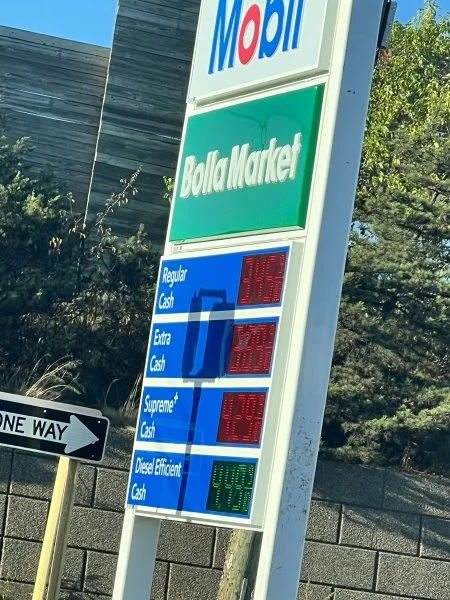 Mobil
Bolla Market
Regular
Cash
Extra
Cash
Supreme+
Cash
Diesel Efficient
Cash
ONE WAY